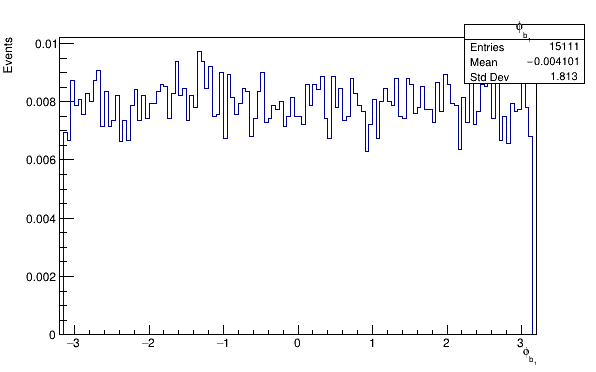 ϕb1
Entries 15111
Mean −0.004101
Std Dev 1.813
Events
0.01
0.008
0.006
0.004
0.002
0
−3 −2 −1 0 1 2 3
ϕb1